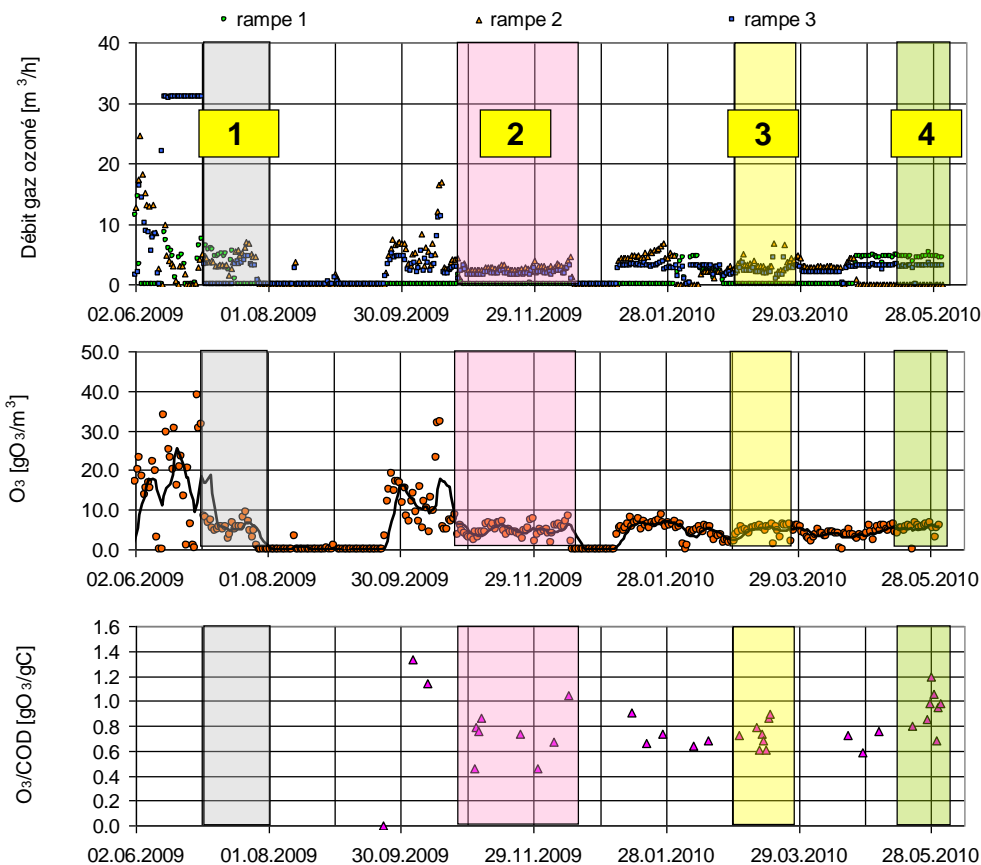 rampe 1 rampe 2 rampe 3
Débit gaz ozoné [m³/h]
40
30
20
10
0
1 2 3 4
02.06.2009 01.08.2009 30.09.2009 29.11.2009 28.01.2010 29.03.2010 28.05.2010
O₃ [gO₃/m³]
50.0
40.0
30.0
20.0
10.0
0.0
02.06.2009 01.08.2009 30.09.2009 29.11.2009 28.01.2010 29.03.2010 28.05.2010
O₃/COD [gO₃/gC]
1.6
1.4
1.2
1.0
0.8
0.6
0.4
0.2
0.0
02.06.2009 01.08.2009 30.09.2009 29.11.2009 28.01.2010 29.03.2010 28.05.2010